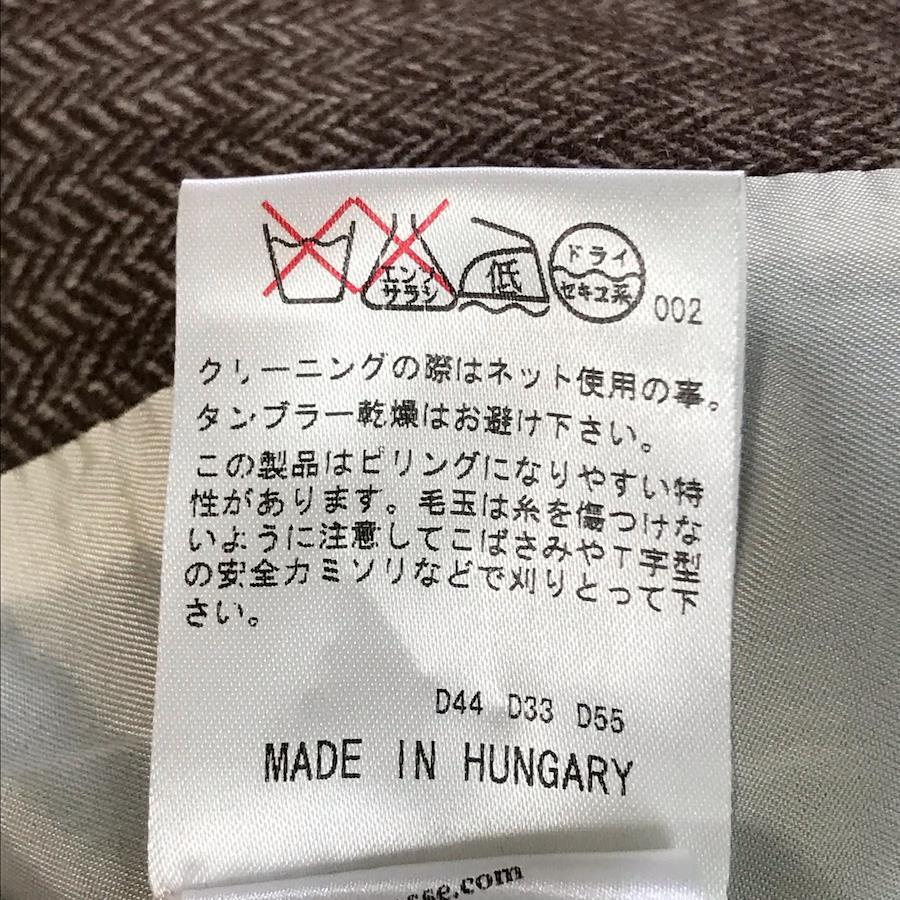 エンソ
サラシ
低
ドライ
セキユ系
002
クリーニングの際はネット使用の事。
タンブラー乾燥はお避け下さい。
この製品はピリングになりやすい特
性があります。毛玉は糸を傷つけな
いように注意してこばさみやT字型
の安全カミソリなどで刈りとって下
さい。
D44 D33 D55
MADE IN HUNGARY
sse.com